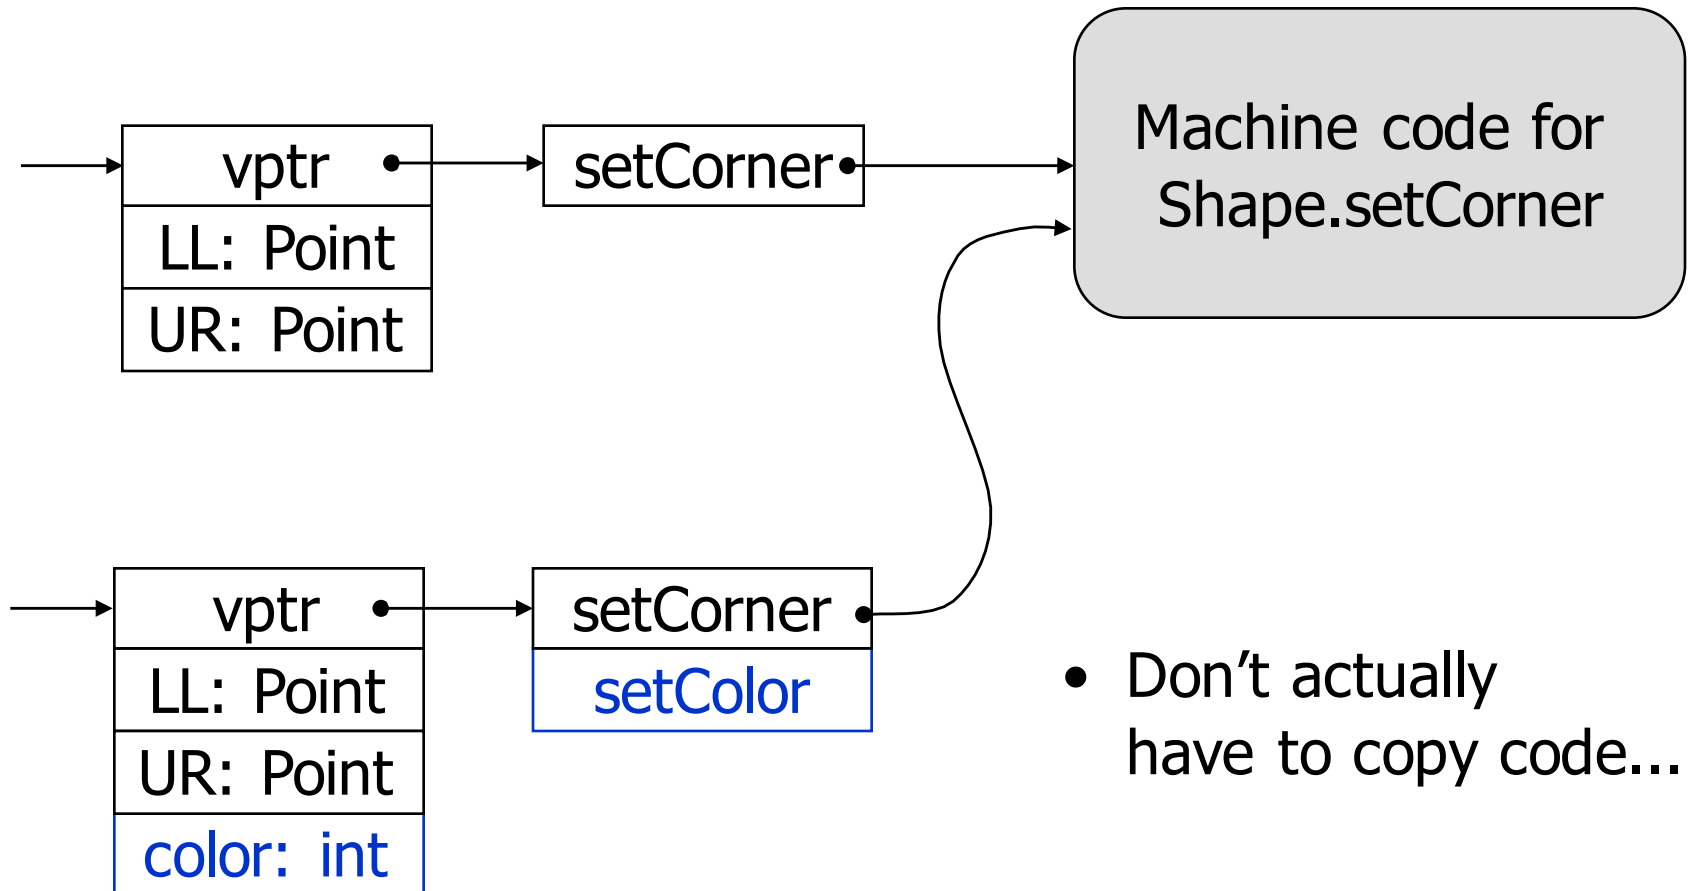 vptr
LL: Point
UR: Point
setCorner
Machine code for
Shape.setCorner
vptr
LL: Point
UR: Point
color: int
setCorner
setColor
• Don’t actually
have to copy code...